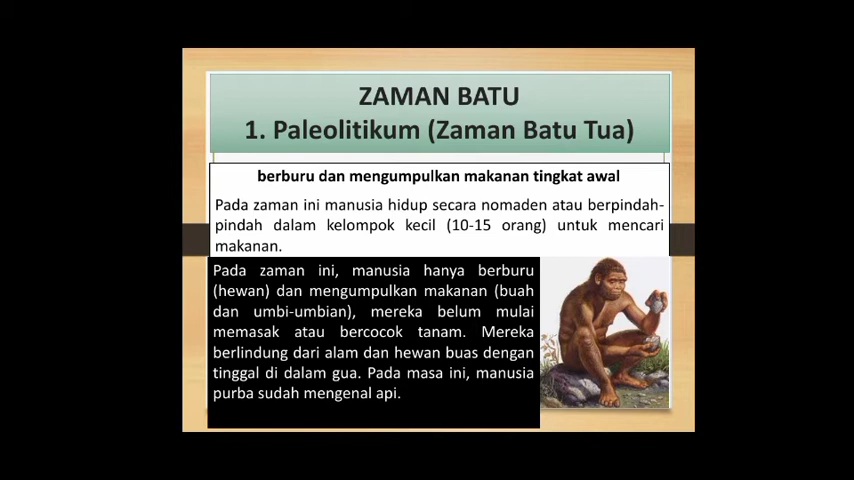 ZAMAN BATU
1. Paleolitikum (Zaman Batu Tua)
berburu dan mengumpulkan makanan tingkat awal
Pada zaman ini manusia hidup secara nomaden atau berpindah-
pindah dalam kelompok kecil (10-15 orang) untuk mencari
makanan.
Pada zaman ini, manusia hanya berburu
(hewan) dan mengumpulkan makanan (buah
dan umbi-umbian), mereka belum mulai
memasak atau bercocok tanam. Mereka
berlindung dari alam dan hewan buas dengan
tinggal di dalam gua. Pada masa ini, manusia
purba sudah mengenal api.